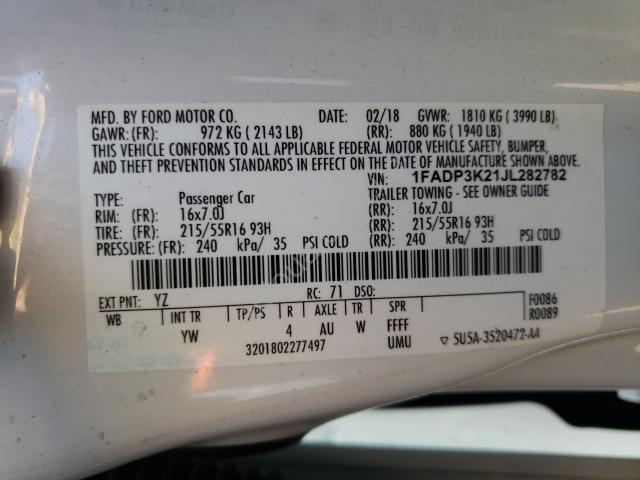 MFD. BY FORD MOTOR CO. DATE: 02/18 GVWR: 1810 KG ( 3990 LB)
GAWR: (FR): 972 KG ( 2143 LB) (RR): 880 KG ( 1940 LB)
THIS VEHICLE CONFORMS TO ALL APPLICABLE FEDERAL MOTOR VEHICLE SAFETY, BUMPER,
AND THEFT PREVENTION STANDARDS IN EFFECT ON THE DATE OF MANUFACTURE SHOWN ABOVE.
VIN: 1FADP3K21JL282782
TYPE: Passenger Car TRAILER TOWING - SEE OWNER GUIDE
RIM: (FR): 16x7.0J (RR): 16x7.0J
TIRE: (FR): 215/55R16 93H (RR): 215/55R16 93H
PRESSURE: (FR): 240 kPa/ 35 PSI COLD (RR): 240 kPa/ 35 PSI COLD
EXT PNT: YZ RC: 71 DSO: F0086
WB INT TR TP/PS R AXLE TR SPR R0089
YW 4 AU W FFFF
3201802277497 UMU ▽ SU5A-3520472-AA